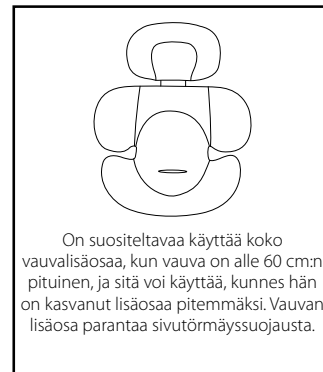 On suositeltavaa käyttää koko
vauvalisäosaa, kun vauva on alle 60 cm:n
pituinen, ja sitä voi käyttää, kunnes hän
on kasvanut lisäosaa pitemmäksi. Vauvan
lisäosa parantaa sivutörmäyssuojausta.